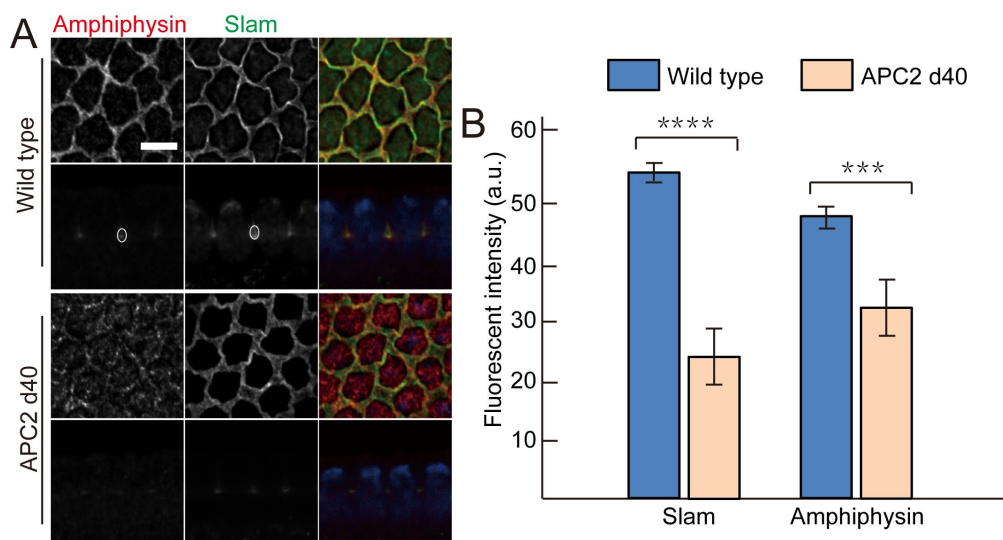 A
Amphiphysin Slam
Wild type
APC2 d40
Wild type APC2 d40
B
Fluorescent intensity (a.u.)
60
50
40
30
20
10
****
***
Slam Amphiphysin